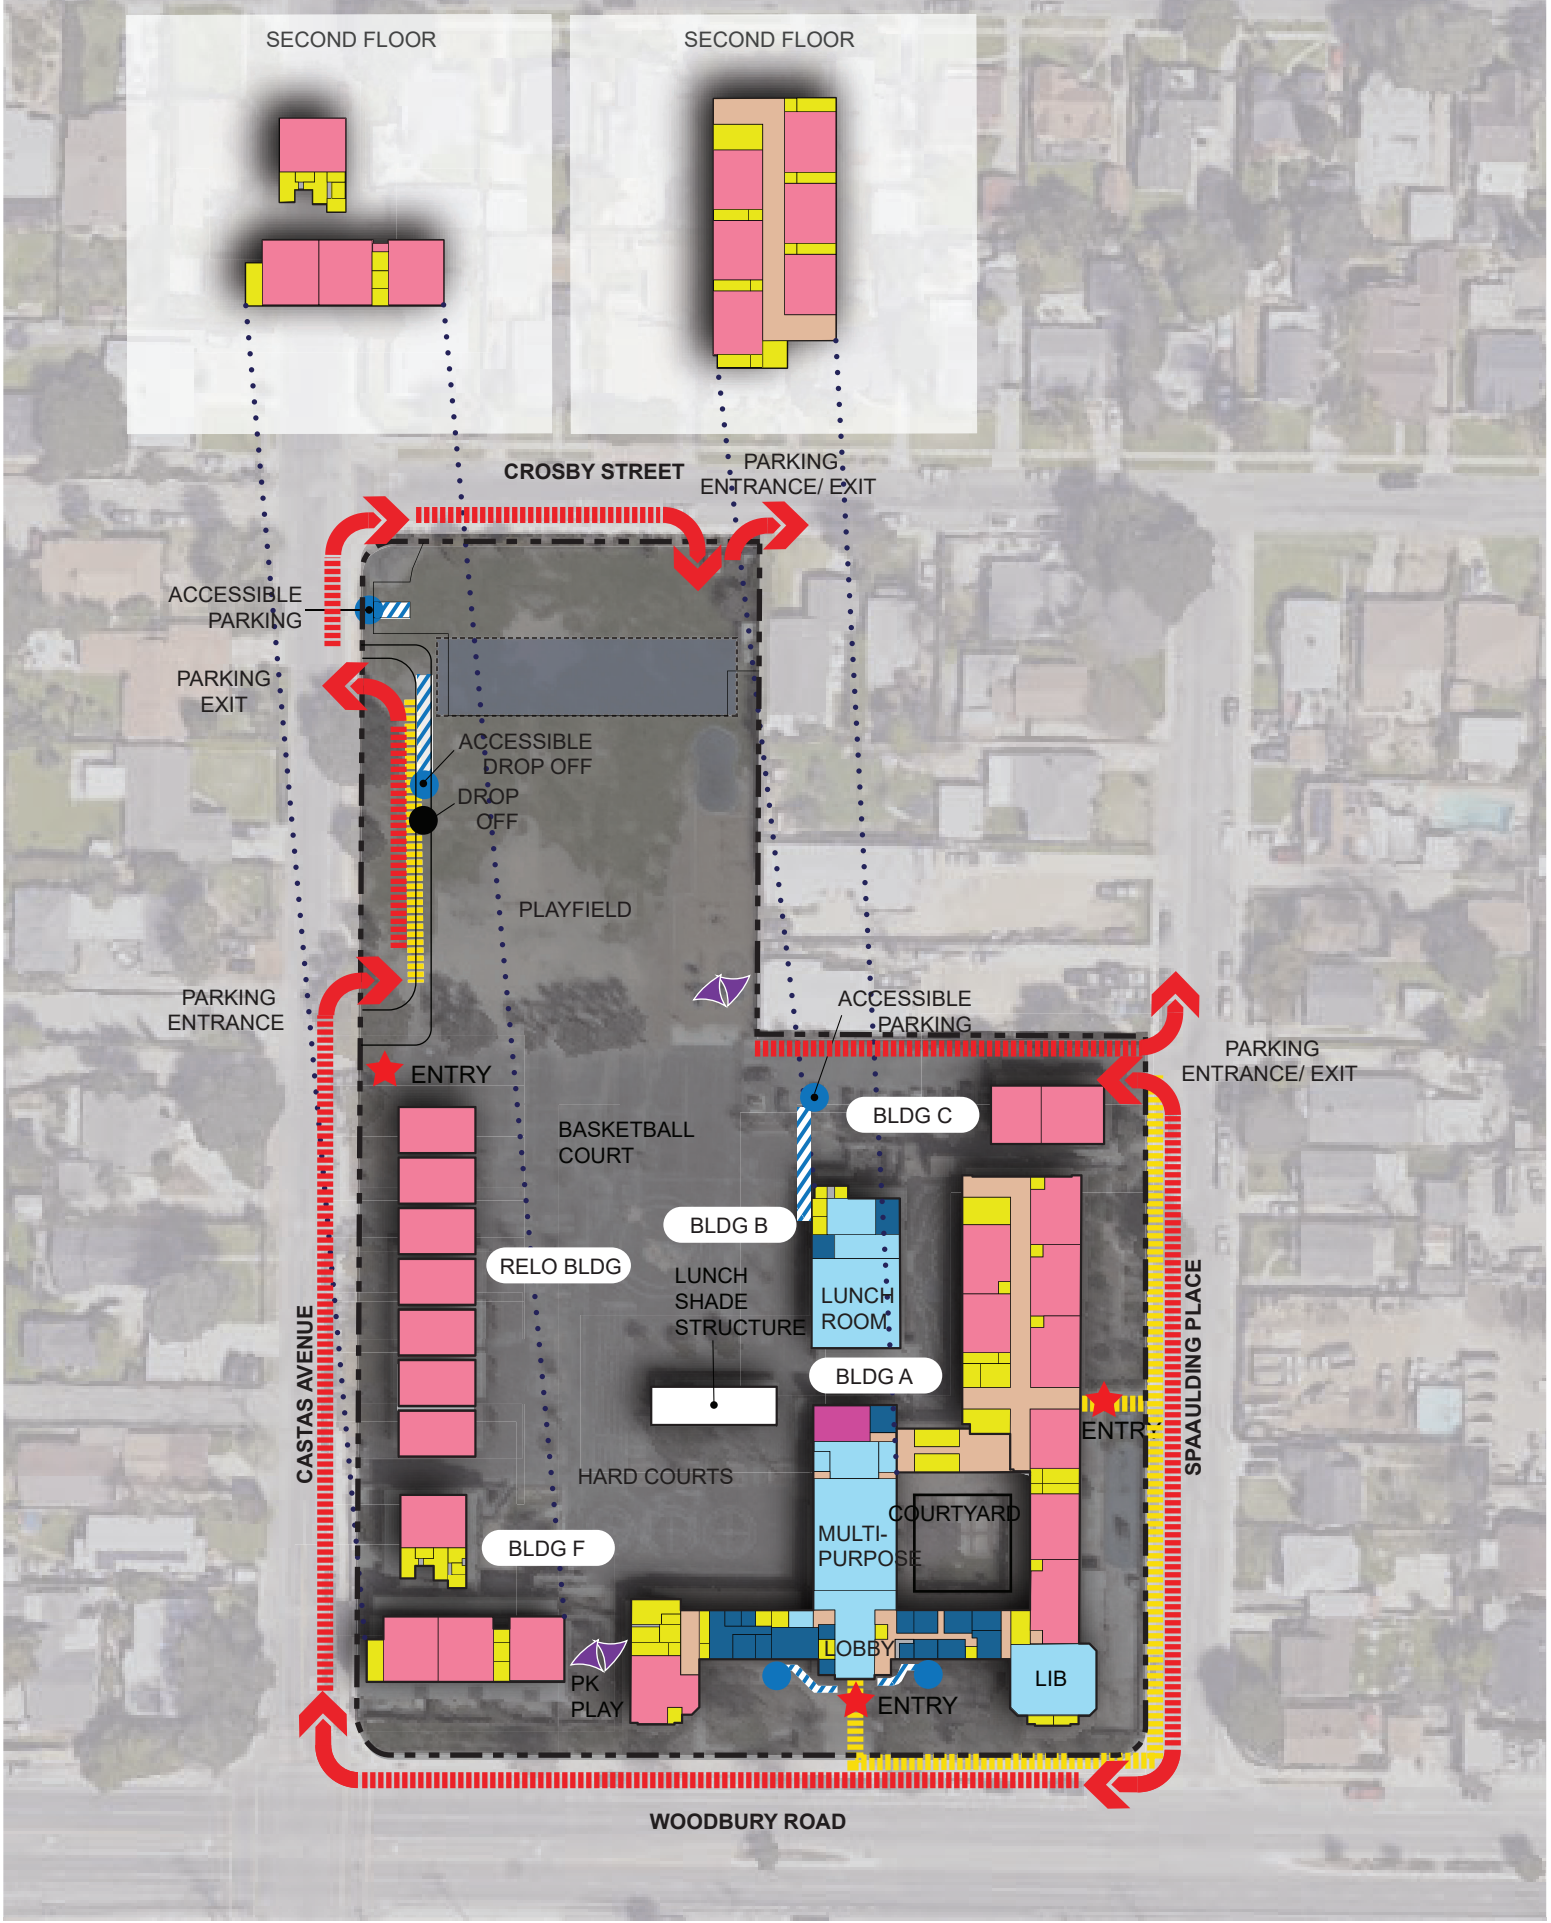 SECOND FLOOR
SECOND FLOOR
CROSBY STREET
PARKING
ENTRANCE/ EXIT
ACCESSIBLE
PARKING
PARKING
EXIT
ACCESSIBLE
DROP OFF
DROP
OFF
PLAYFIELD
PARKING
ENTRANCE
ACCESSIBLE
PARKING
PARKING
ENTRANCE/ EXIT
ENTRY
BLDG C
BASKETBALL
COURT
BLDG B
RELO BLDG
LUNCH
SHADE
STRUCTURE
LUNCH
ROOM
BLDG A
CASTAS AVENUE
SPAAULDING PLACE
ENTRY
HARD COURTS
COURTYARD
MULTI-
PURPOSE
BLDG F
LOBBY
LIB
PK
PLAY
ENTRY
WOODBURY ROAD